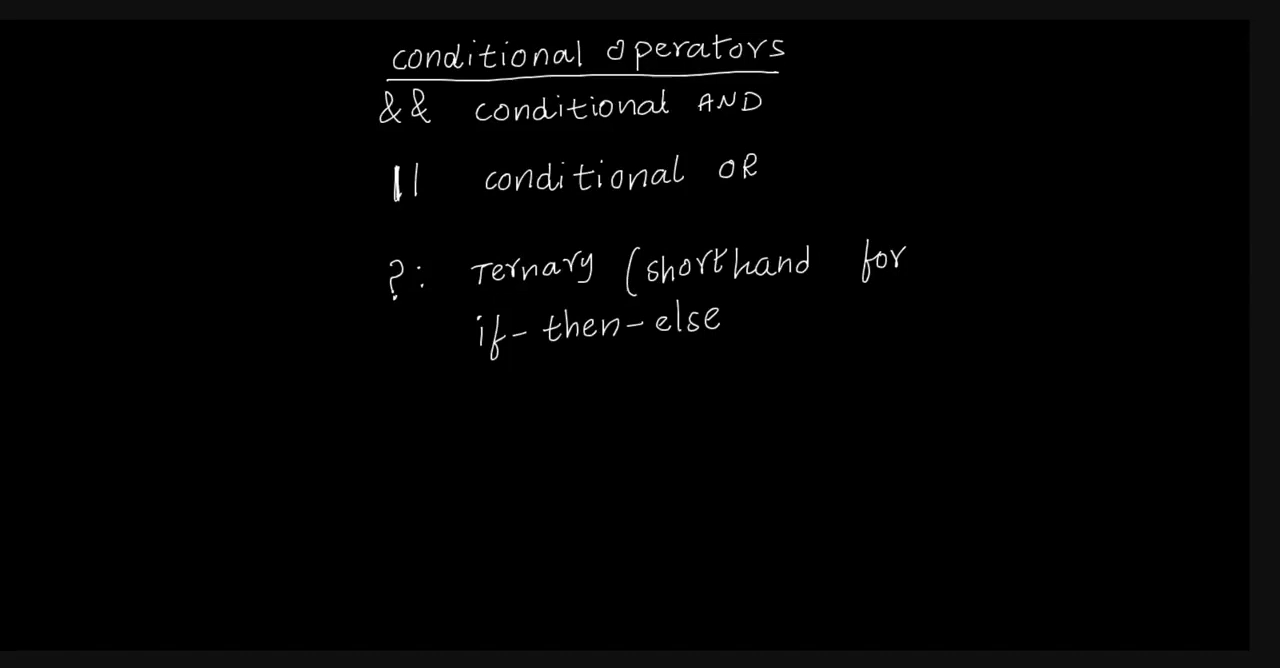 conditional operators
&& conditional AND
|| conditional OR
?: Ternary (shorthand for
if-then-else